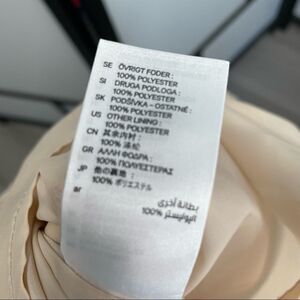 SE ÖVRIGT FODER :
100% POLYESTER
SI DRUGA PODLOGA :
100% POLIESTER
SK PODŠÍVKA – OSTATNÉ :
100% POLYESTER
US OTHER LINING :
100% POLYESTER
CN 其余内衬 :
100% 涤纶
GR ΑΛΛΗ ΦΟΔΡΑ :
100% ΠΟΛΥΕΣΤΕΡΑΣ
JP 他の裏地 :
100% ポリエステル
ar
بطانة أخرى
البوليستر %100